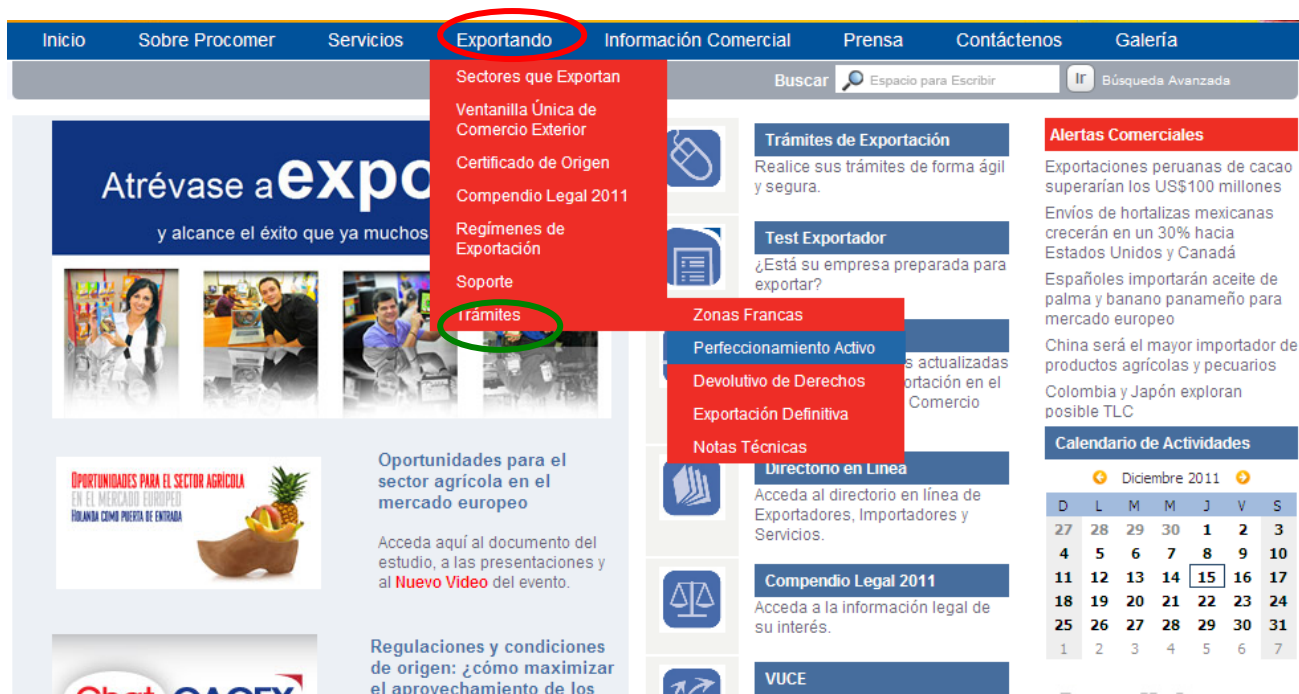 Inicio Sobre Procomer Servicios Exportando Información Comercial Prensa Contáctenos Galería
Buscar Espacio para Escribir Ir Búsqueda Avanzada
Sectores que Exportan
Ventanilla Única de
Comercio Exterior
Certificado de Origen
Compendio Legal 2011
Regímenes de
Exportación
Soporte
Trámites
Zonas Francas
Perfeccionamiento Activo
Devolutivo de Derechos
Exportación Definitiva
Notas Técnicas
Atrévase a expo
y alcance el éxito que ya muchos
OPORTUNIDADES PARA EL SECTOR AGRÍCOLA
EN EL MERCADO EUROPEO
HOLANDA COMO PUERTA DE ENTRADA
Oportunidades para el
sector agrícola en el
mercado europeo
Acceda aquí al documento del
estudio, a las presentaciones y
al Nuevo Video del evento.
Chat CACEX
Regulaciones y condiciones
de origen: ¿cómo maximizar
el aprovechamiento de los
Trámites de Exportación
Realice sus trámites de forma ágil
y segura.
Test Exportador
¿Está su empresa preparada para
exportar?
s actualizadas
ortación en el
Comercio
Directorio en Línea
Acceda al directorio en línea de
Exportadores, Importadores y
Servicios.
Compendio Legal 2011
Acceda a la información legal de
su interés.
VUCE
Alertas Comerciales
Exportaciones peruanas de cacao
superarían los US$100 millones
Envíos de hortalizas mexicanas
crecerán en un 30% hacia
Estados Unidos y Canadá
Españoles importarán aceite de
palma y banano panameño para
mercado europeo
China será el mayor importador de
productos agrícolas y pecuarios
Colombia y Japón exploran
posible TLC
Calendario de Actividades
Diciembre 2011
D L M M J V S
27 28 29 30 1 2 3
4 5 6 7 8 9 10
11 12 13 14 15 16 17
18 19 20 21 22 23 24
25 26 27 28 29 30 31
1 2 3 4 5 6 7